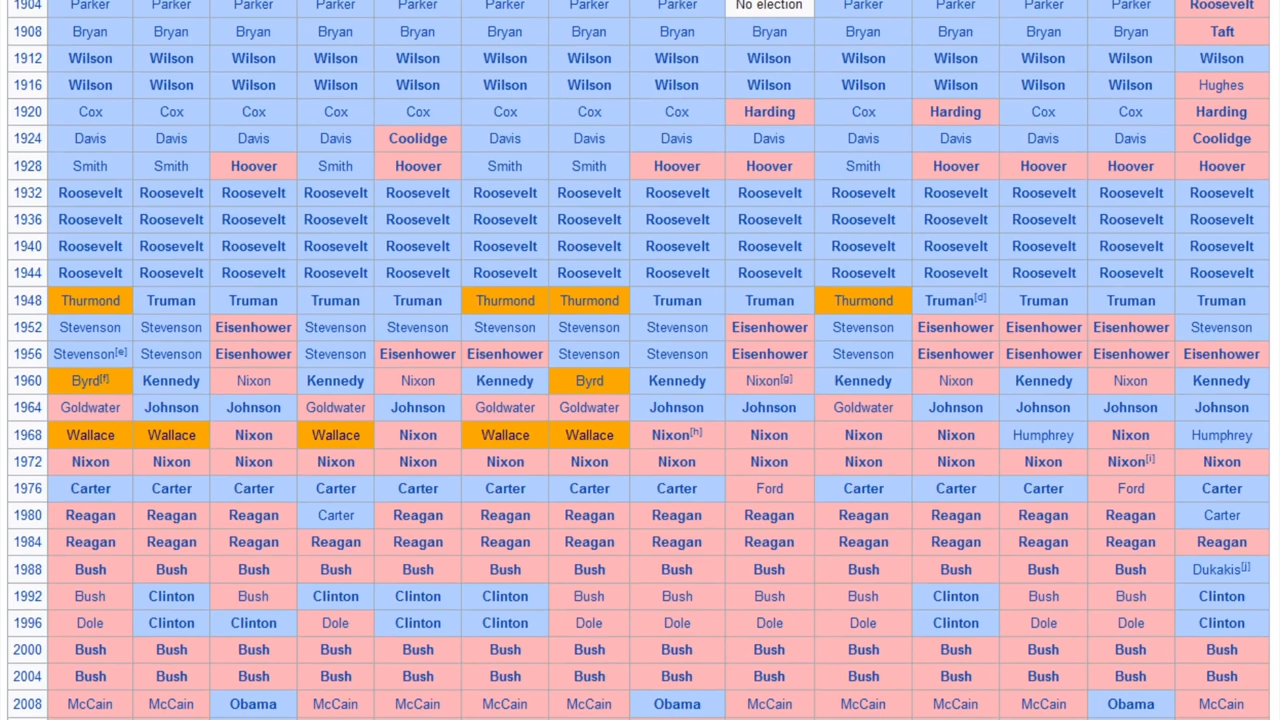 1904 Parker Parker Parker Parker Parker Parker Parker Parker No election Parker Parker Parker Parker Roosevelt
1908 Bryan Bryan Bryan Bryan Bryan Bryan Bryan Bryan Bryan Bryan Bryan Bryan Bryan Taft
1912 Wilson Wilson Wilson Wilson Wilson Wilson Wilson Wilson Wilson Wilson Wilson Wilson Wilson Wilson
1916 Wilson Wilson Wilson Wilson Wilson Wilson Wilson Wilson Wilson Wilson Wilson Wilson Wilson Hughes
1920 Cox Cox Cox Cox Cox Cox Cox Cox Harding Cox Harding Cox Cox Harding
1924 Davis Davis Davis Davis Coolidge Davis Davis Davis Davis Davis Davis Davis Davis Coolidge
1928 Smith Smith Hoover Smith Hoover Smith Smith Hoover Hoover Smith Hoover Hoover Hoover Hoover
1932 Roosevelt Roosevelt Roosevelt Roosevelt Roosevelt Roosevelt Roosevelt Roosevelt Roosevelt Roosevelt Roosevelt Roosevelt Roosevelt Roosevelt
1936 Roosevelt Roosevelt Roosevelt Roosevelt Roosevelt Roosevelt Roosevelt Roosevelt Roosevelt Roosevelt Roosevelt Roosevelt Roosevelt Roosevelt
1940 Roosevelt Roosevelt Roosevelt Roosevelt Roosevelt Roosevelt Roosevelt Roosevelt Roosevelt Roosevelt Roosevelt Roosevelt Roosevelt Roosevelt
1944 Roosevelt Roosevelt Roosevelt Roosevelt Roosevelt Roosevelt Roosevelt Roosevelt Roosevelt Roosevelt Roosevelt Roosevelt Roosevelt Roosevelt
1948 Thurmond Truman Truman Truman Truman Thurmond Thurmond Truman Truman Thurmond Truman[d] Truman Truman Truman
1952 Stevenson Stevenson Eisenhower Stevenson Stevenson Stevenson Stevenson Stevenson Eisenhower Stevenson Eisenhower Eisenhower Eisenhower Stevenson
1956 Stevenson[e] Stevenson Eisenhower Stevenson Eisenhower Eisenhower Stevenson Stevenson Eisenhower Stevenson Eisenhower Eisenhower Eisenhower Eisenhower
1960 Byrd[f] Kennedy Nixon Kennedy Nixon Kennedy Byrd Kennedy Nixon[g] Kennedy Nixon Kennedy Nixon Kennedy
1964 Goldwater Johnson Johnson Goldwater Johnson Goldwater Goldwater Johnson Johnson Goldwater Johnson Johnson Johnson Johnson
1968 Wallace Wallace Nixon Wallace Nixon Wallace Wallace Nixon[h] Nixon Nixon Nixon Humphrey Nixon Humphrey
1972 Nixon Nixon Nixon Nixon Nixon Nixon Nixon Nixon Nixon Nixon Nixon Nixon Nixon[i] Nixon
1976 Carter Carter Carter Carter Carter Carter Carter Carter Ford Carter Carter Carter Ford Carter
1980 Reagan Reagan Reagan Carter Reagan Reagan Reagan Reagan Reagan Reagan Reagan Reagan Reagan Carter
1984 Reagan Reagan Reagan Reagan Reagan Reagan Reagan Reagan Reagan Reagan Reagan Reagan Reagan Reagan
1988 Bush Bush Bush Bush Bush Bush Bush Bush Bush Bush Bush Bush Bush Dukakis[j]
1992 Bush Clinton Bush Clinton Clinton Clinton Bush Bush Bush Bush Clinton Bush Bush Clinton
1996 Dole Clinton Clinton Dole Clinton Clinton Dole Dole Dole Dole Clinton Dole Dole Clinton
2000 Bush Bush Bush Bush Bush Bush Bush Bush Bush Bush Bush Bush Bush Bush
2004 Bush Bush Bush Bush Bush Bush Bush Bush Bush Bush Bush Bush Bush Bush
2008 McCain McCain Obama McCain McCain McCain McCain Obama McCain McCain McCain McCain Obama McCain